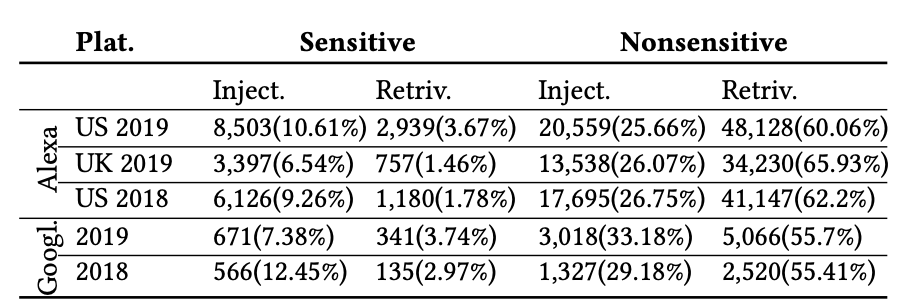 Plat. Sensitive Nonsensitive
Inject. Retriv. Inject. Retriv.
Alexa
US 2019 8,503(10.61%) 2,939(3.67%) 20,559(25.66%) 48,128(60.06%)
UK 2019 3,397(6.54%) 757(1.46%) 13,538(26.07%) 34,230(65.93%)
US 2018 6,126(9.26%) 1,180(1.78%) 17,695(26.75%) 41,147(62.2%)
Googl.
2019 671(7.38%) 341(3.74%) 3,018(33.18%) 5,066(55.7%)
2018 566(12.45%) 135(2.97%) 1,327(29.18%) 2,520(55.41%)